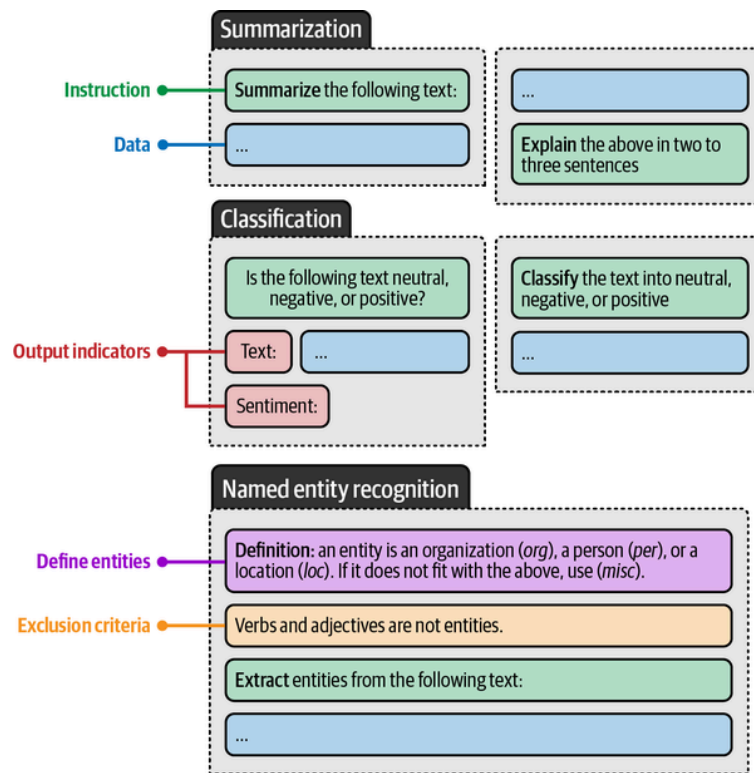 Summarization
Instruction
Summarize the following text:
Data
...
...
Explain the above in two to
three sentences
Classification
Is the following text neutral,
negative, or positive?
Output indicators
Text:
...
Sentiment:
Classify the text into neutral,
negative, or positive
...
Named entity recognition
Define entities
Definition: an entity is an organization (org), a person (per), or a
location (loc). If it does not fit with the above, use (misc).
Exclusion criteria
Verbs and adjectives are not entities.
Extract entities from the following text:
...